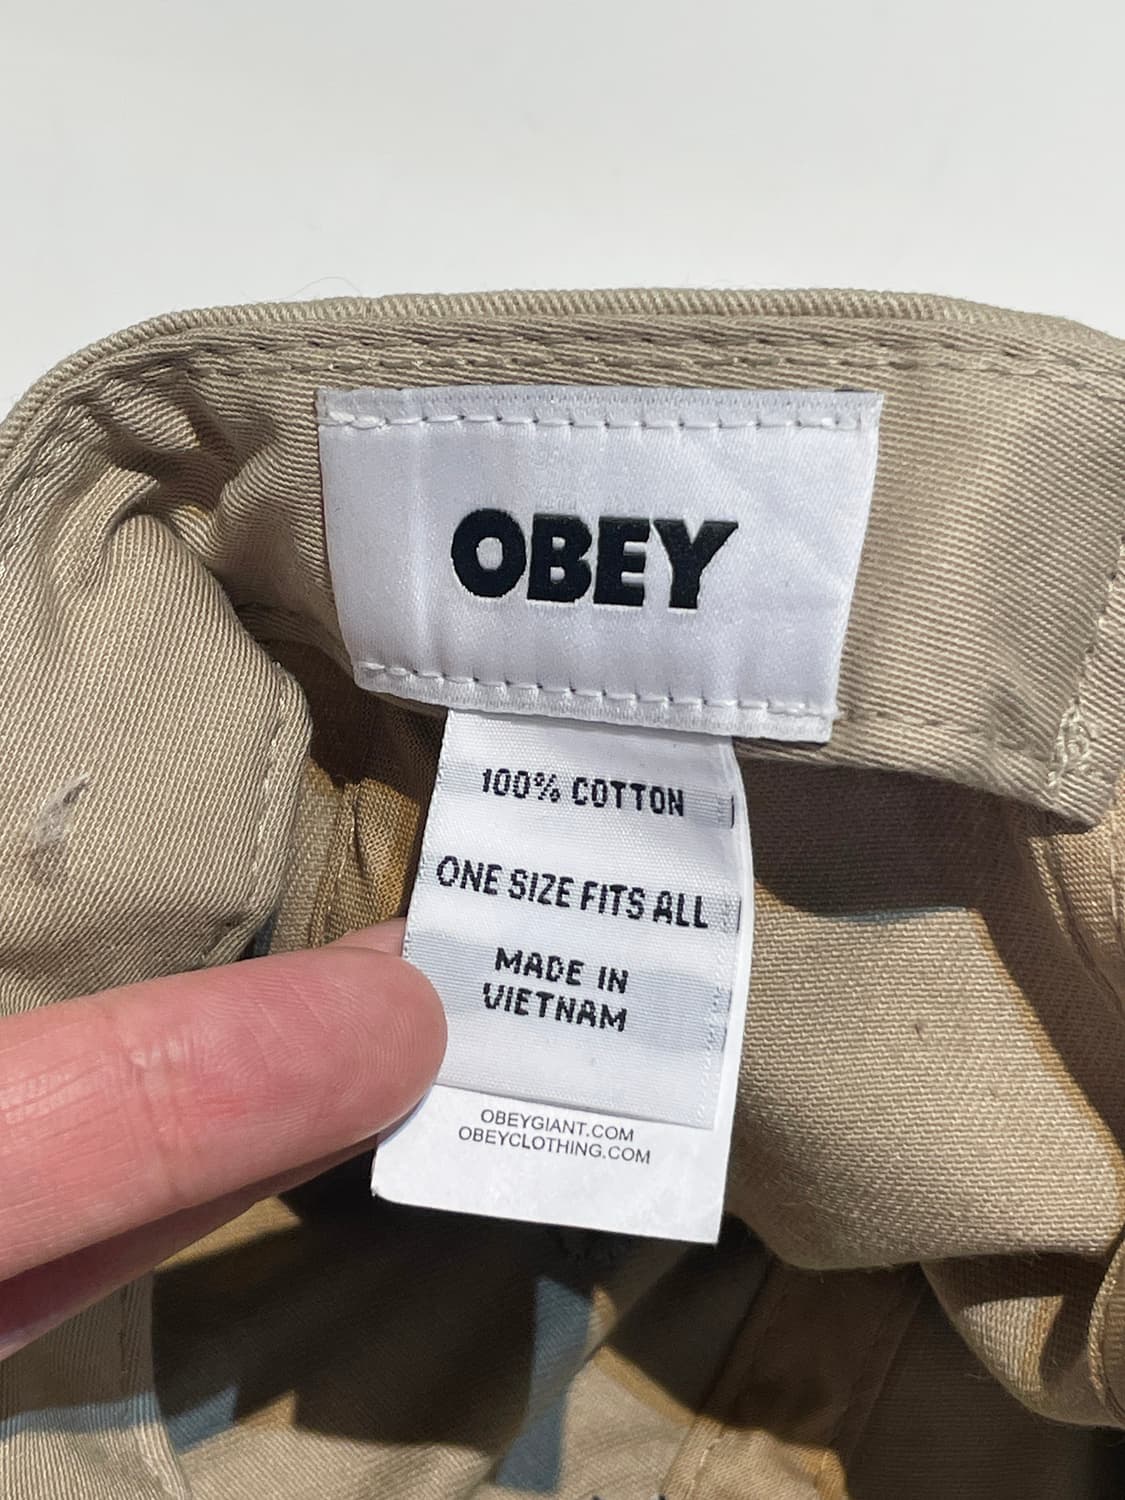 OBEY
100% COTTON
ONE SIZE FITS ALL
MADE IN
VIETNAM
OBEYGIANT.COM
OBEYCLOTHING.COM